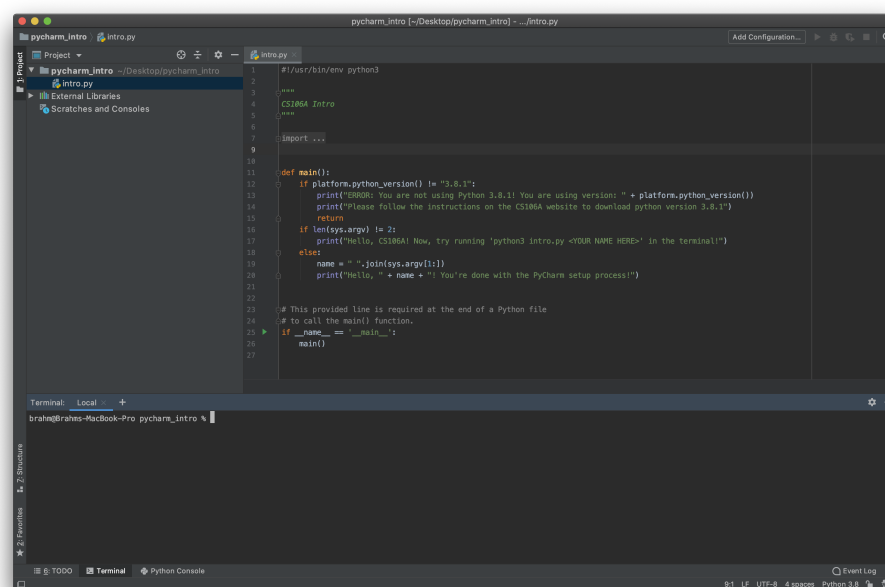 pycharm_intro [~/Desktop/pycharm_intro] - .../intro.py
pycharm_intro intro.py Add Configuration...
1: Project
Project
pycharm_intro ~/Desktop/pycharm_intro
intro.py
External Libraries
Scratches and Consoles
intro.py
1 #!/usr/bin/env python3
2
3 """
4 CS106A Intro
5 """
6
7 import ...
9
10
11 def main():
12 if platform.python_version() != "3.8.1":
13 print("ERROR: You are not using Python 3.8.1! You are using version: " + platform.python_version())
14 print("Please follow the instructions on the CS106A website to download python version 3.8.1")
15 return
16 if len(sys.argv) != 2:
17 print("Hello, CS106A! Now, try running 'python3 intro.py <YOUR NAME HERE>' in the terminal!")
18 else:
19 name = " ".join(sys.argv[1:])
20 print("Hello, " + name + "! You're done with the PyCharm setup process!")
21
22
23 # This provided line is required at the end of a Python file
24 # to call the main() function.
25 if __name__ == '__main__':
26 main()
27
Terminal: Local +
brahm@Brahms-MacBook-Pro pycharm_intro %
7: Structure
2: Favorites
6: TODO Terminal Python Console Event Log
9:1 LF UTF-8 4 spaces Python 3.8